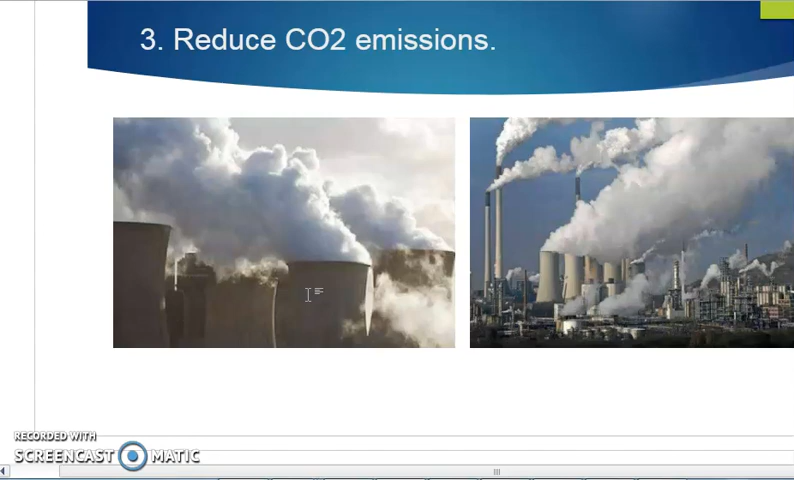 3. Reduce CO2 emissions.
RECORDED WITH
SCREENCAST MATIC